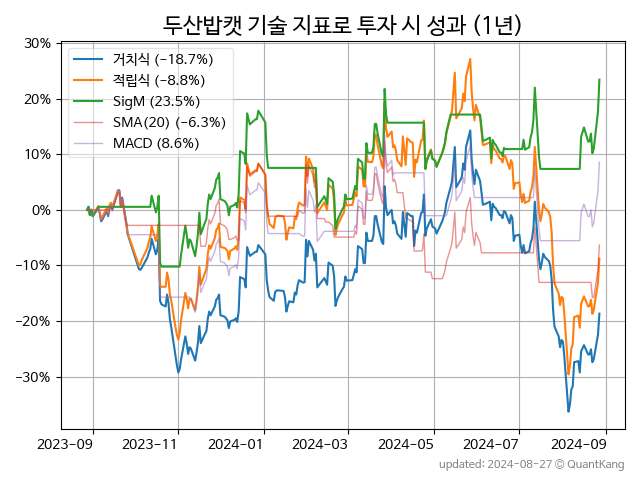 두산밥캣 기술 지표로 투자 시 성과 (1년)
거치식 (−18.7%)
적립식 (−8.8%)
SigM (23.5%)
SMA(20) (−6.3%)
MACD (8.6%)
30%
20%
10%
0%
−10%
−20%
−30%
2023-09 2023-11 2024-01 2024-03 2024-05 2024-07 2024-09
updated: 2024-08-27 © QuantKang